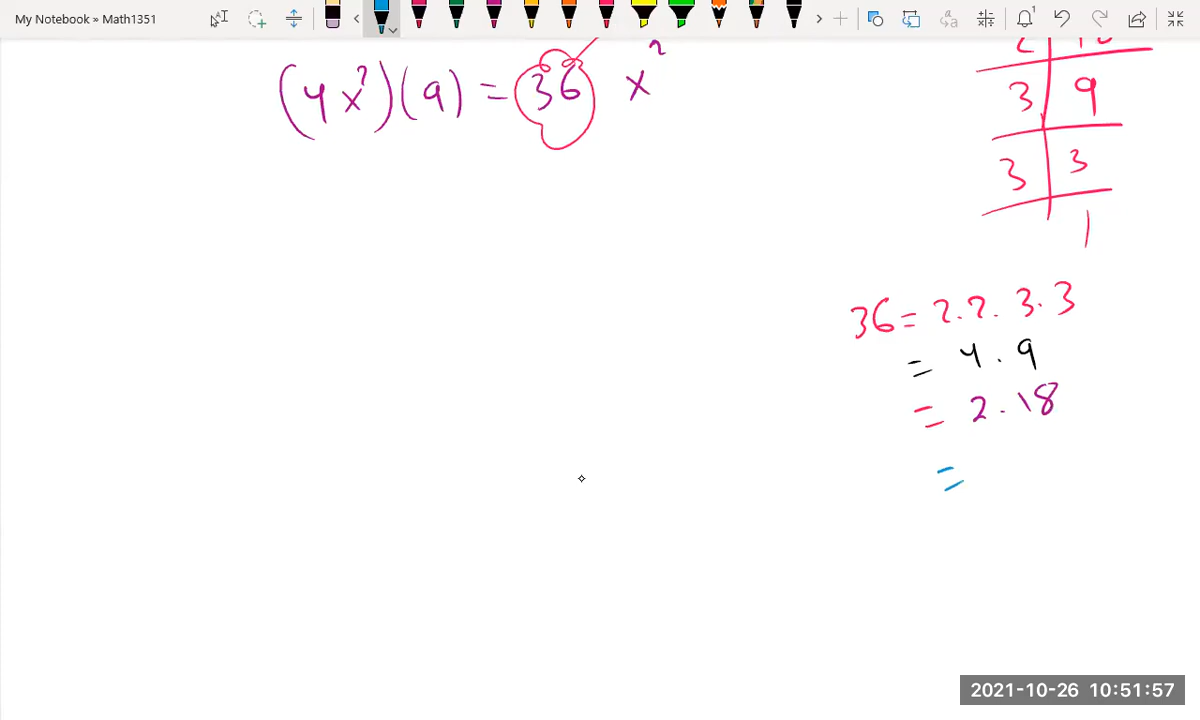 My Notebook » Math1351
(4x²)(9) = 36 x²
3 | 9
3 | 3
1
36 = 2.2. 3.3
= 4.9
= 2.18
=
2021-10-26 10:51:57